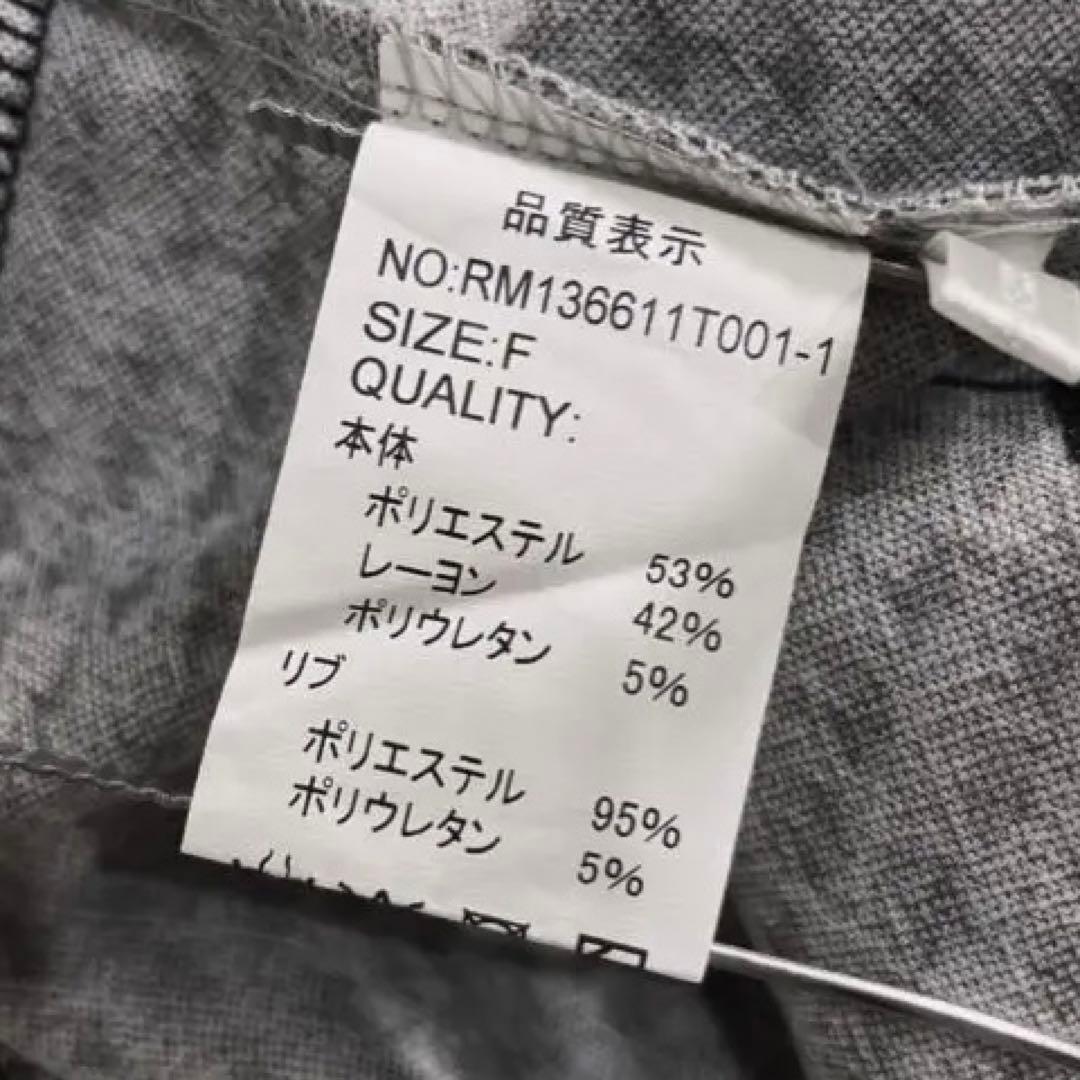 品質表示
NO:RM136611T001-1
SIZE:F
QUALITY:
本体
ポリエステル 53%
レーヨン 42%
ポリウレタン 5%
リブ
ポリエステル 95%
ポリウレタン 5%